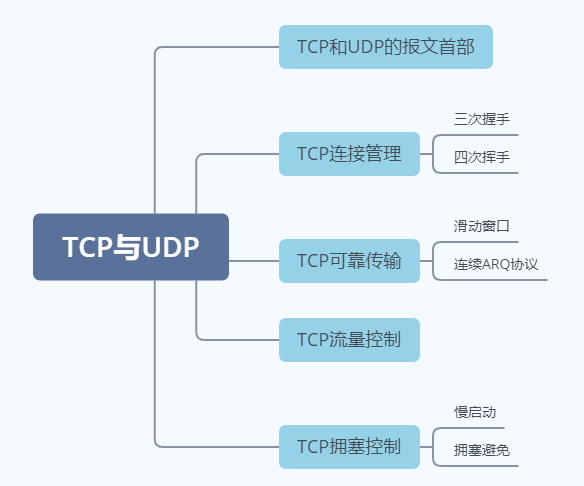 TCP与UDP
TCP和UDP的报文首部
TCP连接管理
三次握手
四次挥手
TCP可靠传输
滑动窗口
连续ARQ协议
TCP流量控制
TCP拥塞控制
慢启动
拥塞避免